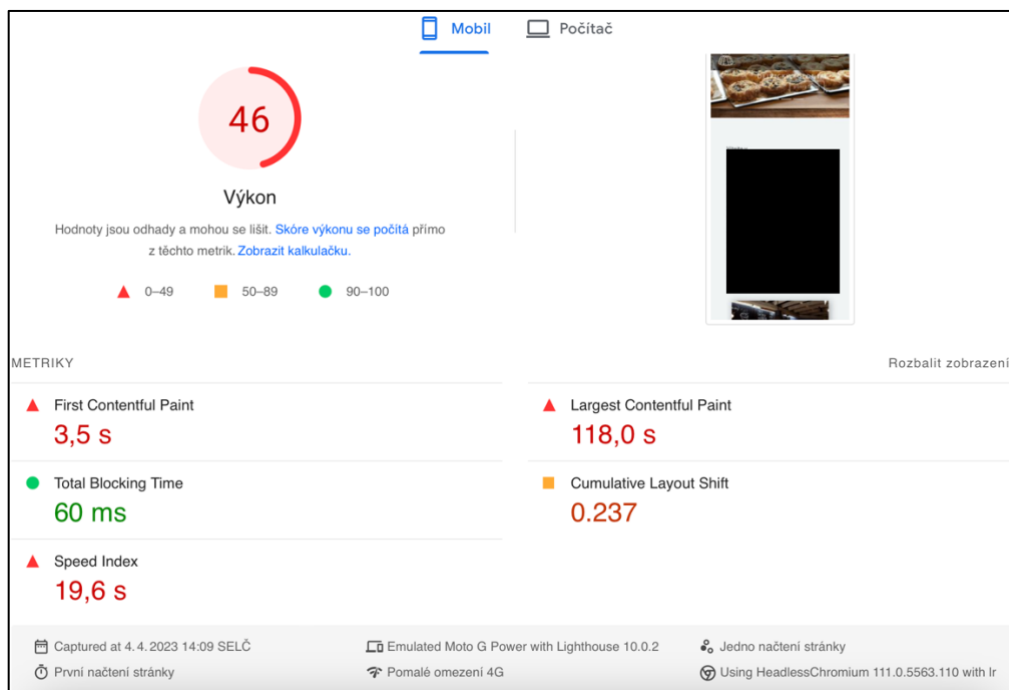 Mobil
Počítač
46
Výkon
Hodnoty jsou odhady a mohou se lišit. Skóre výkonu se počítá přímo
z těchto metrik. Zobrazit kalkulačku.
0–49
50–89
90–100
METRIKY
Rozbalit zobrazení
First Contentful Paint
3,5 s
Largest Contentful Paint
118,0 s
Total Blocking Time
60 ms
Cumulative Layout Shift
0.237
Speed Index
19,6 s
Captured at 4. 4. 2023 14:09 SELČ
Emulated Moto G Power with Lighthouse 10.0.2
Jedno načtení stránky
První načtení stránky
Pomalé omezení 4G
Using HeadlessChromium 111.0.5563.110 with lr